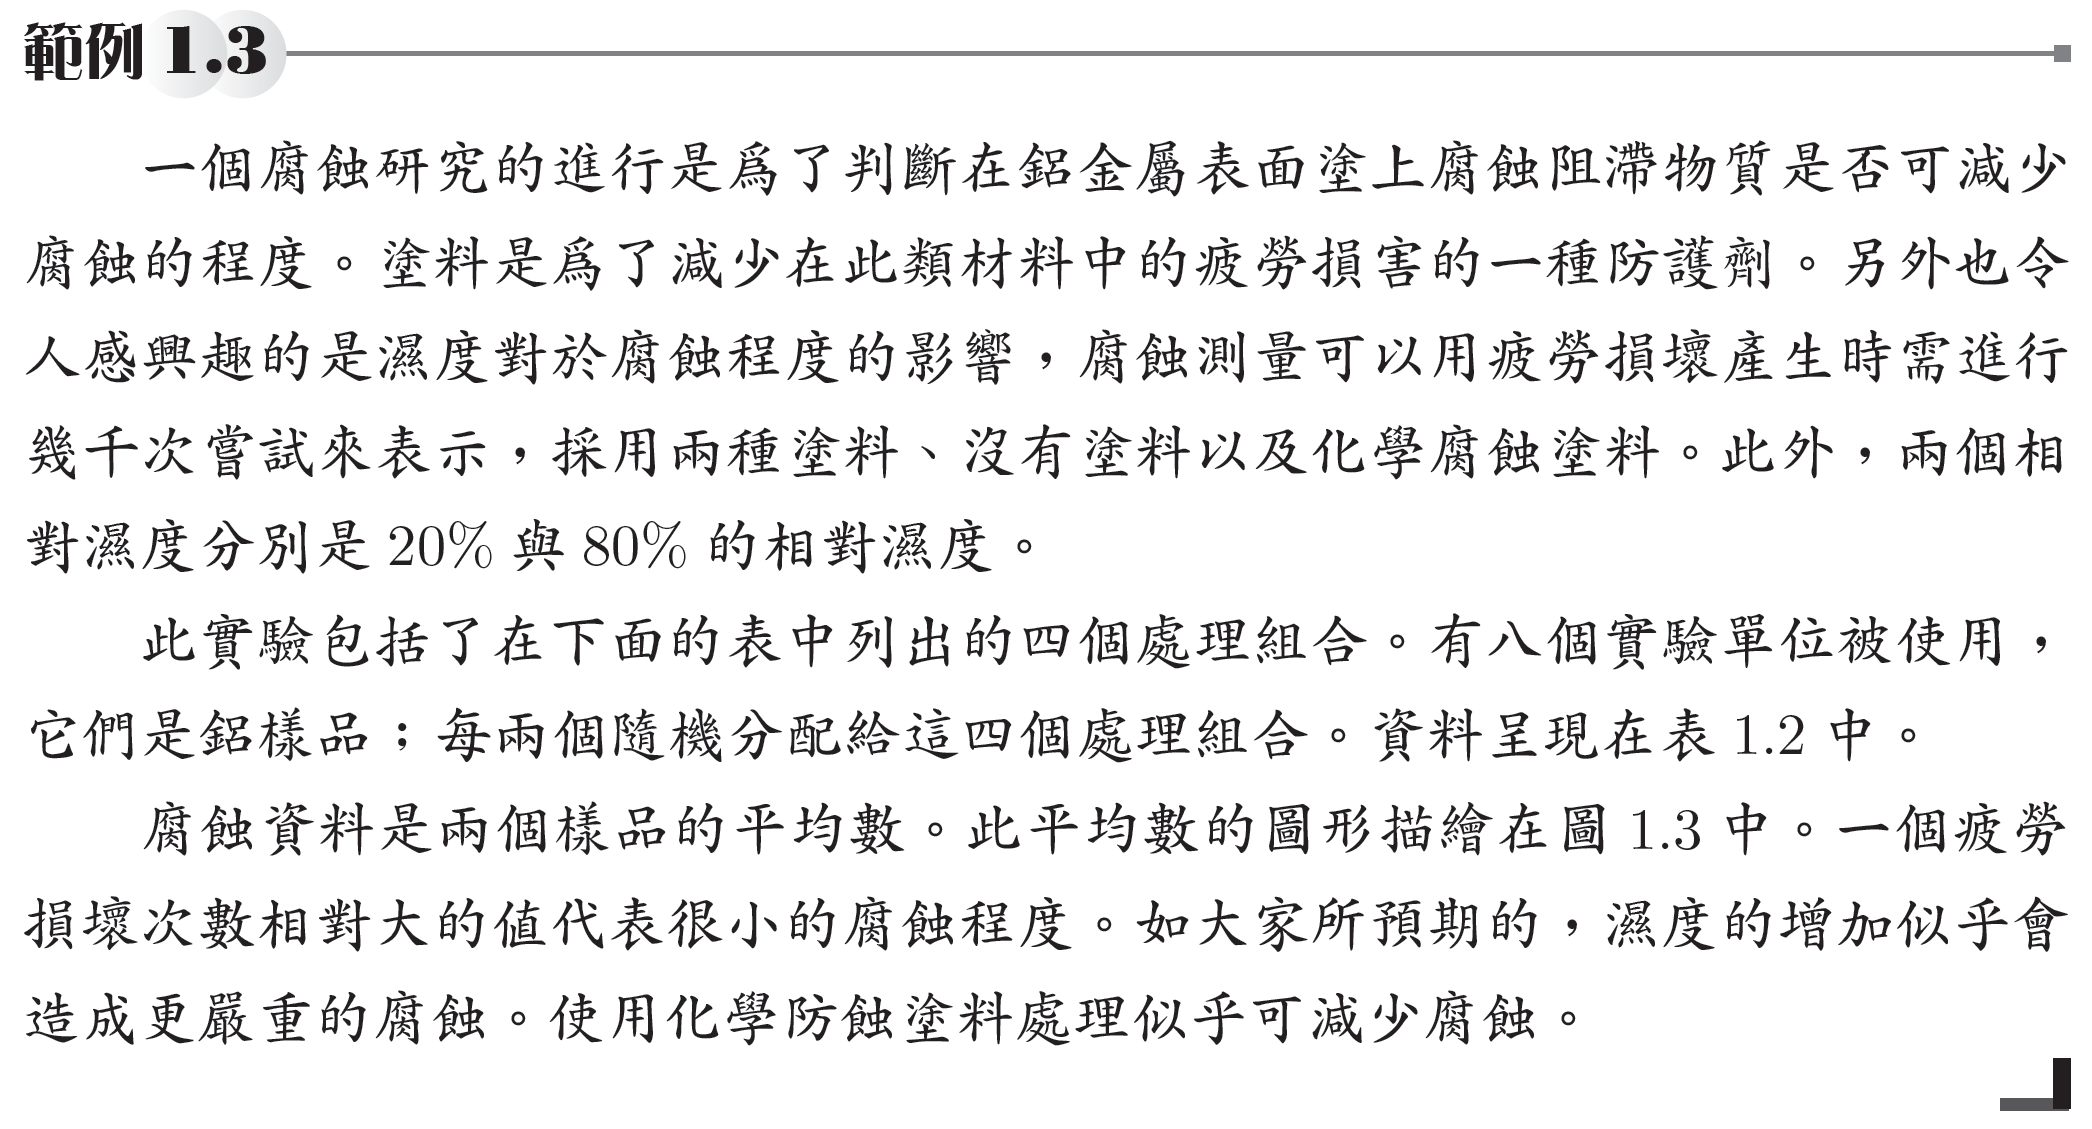 範例 1.3
一個腐蝕研究的進行是爲了判斷在鋁金屬表面塗上腐蝕阻滯物質是否可減少
腐蝕的程度。塗料是爲了減少在此類材料中的疲勞損害的一種防護劑。另外也令
人感興趣的是濕度對於腐蝕程度的影響，腐蝕測量可以用疲勞損壞產生時需進行
幾千次嘗試來表示，採用兩種塗料、沒有塗料以及化學腐蝕塗料。此外，兩個相
對濕度分別是 20% 與 80% 的相對濕度。
此實驗包括了在下面的表中列出的四個處理組合。有八個實驗單位被使用，
它們是鋁樣品；每兩個隨機分配給這四個處理組合。資料呈現在表 1.2 中。
腐蝕資料是兩個樣品的平均數。此平均數的圖形描繪在圖 1.3 中。一個疲勞
損壞次數相對大的值代表很小的腐蝕程度。如大家所預期的，濕度的增加似乎會
造成更嚴重的腐蝕。使用化學防蝕塗料處理似乎可減少腐蝕。